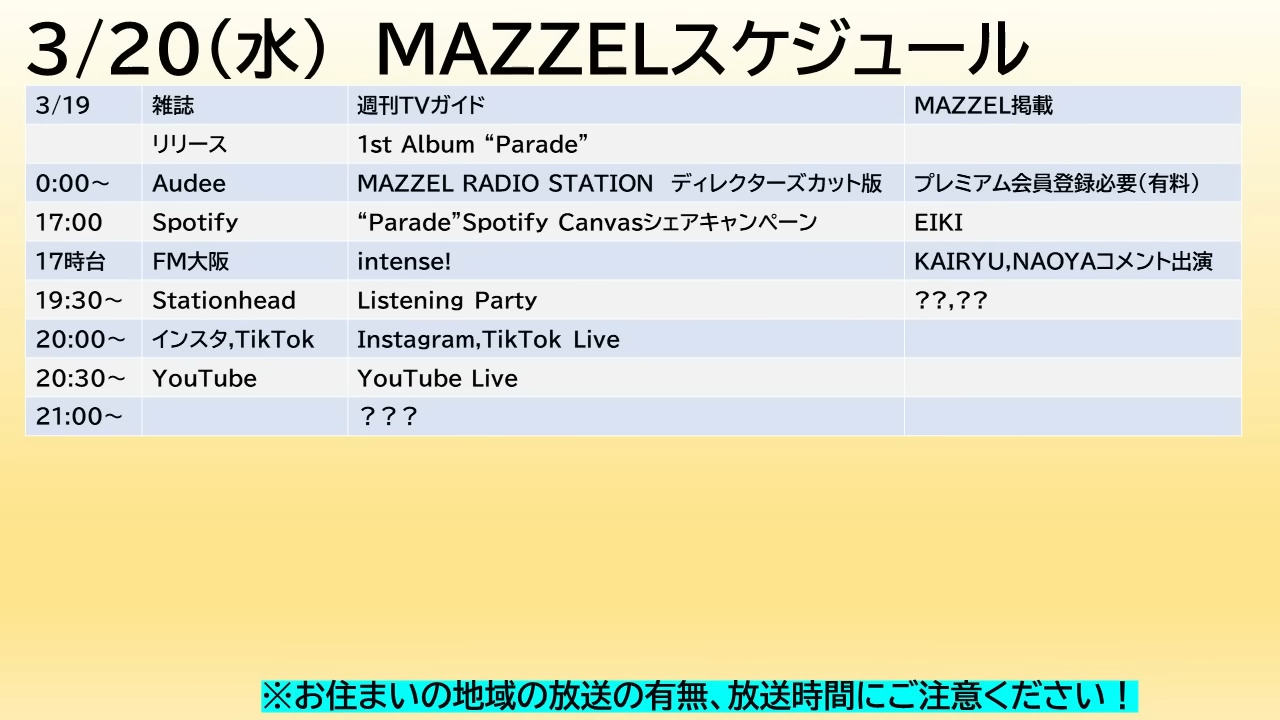 3/20(水) MAZZELスケジュール
3/19 雑誌 週刊TVガイド MAZZEL掲載
リリース 1st Album “Parade”
0:00～ Audee MAZZEL RADIO STATION ディレクターズカット版 プレミアム会員登録必要(有料)
17:00 Spotify “Parade”Spotify Canvasシェアキャンペーン EIKI
17時台 FM大阪 intense! KAIRYU,NAOYAコメント出演
19:30～ Stationhead Listening Party ??,??
20:00～ インスタ,TikTok Instagram,TikTok Live
20:30～ YouTube YouTube Live
21:00～ ？？？
※お住まいの地域の放送の有無、放送時間にご注意ください！